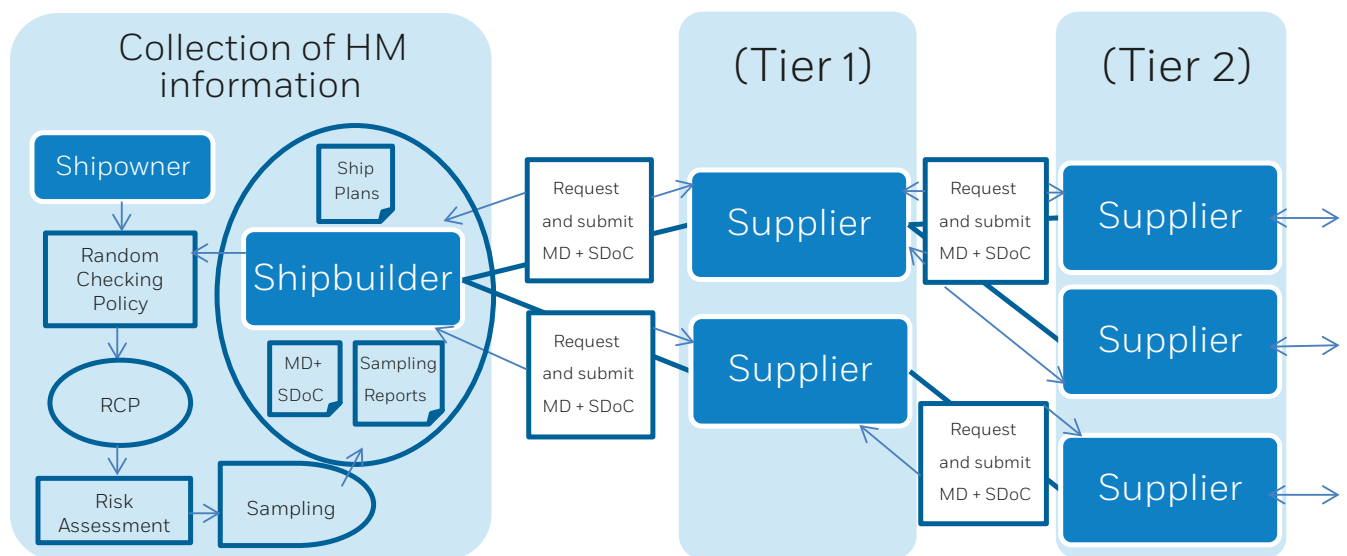 Collection of HM
information
Shipowner
Random
Checking
Policy
RCP
Risk
Assessment
Sampling
Ship
Plans
Shipbuilder
MD+
SDoC
Sampling
Reports
Request
and submit
MD + SDoC
Request
and submit
MD + SDoC
(Tier 1)
Supplier
Supplier
Request
and submit
MD + SDoC
Request
and submit
MD + SDoC
(Tier 2)
Supplier
Supplier
Supplier